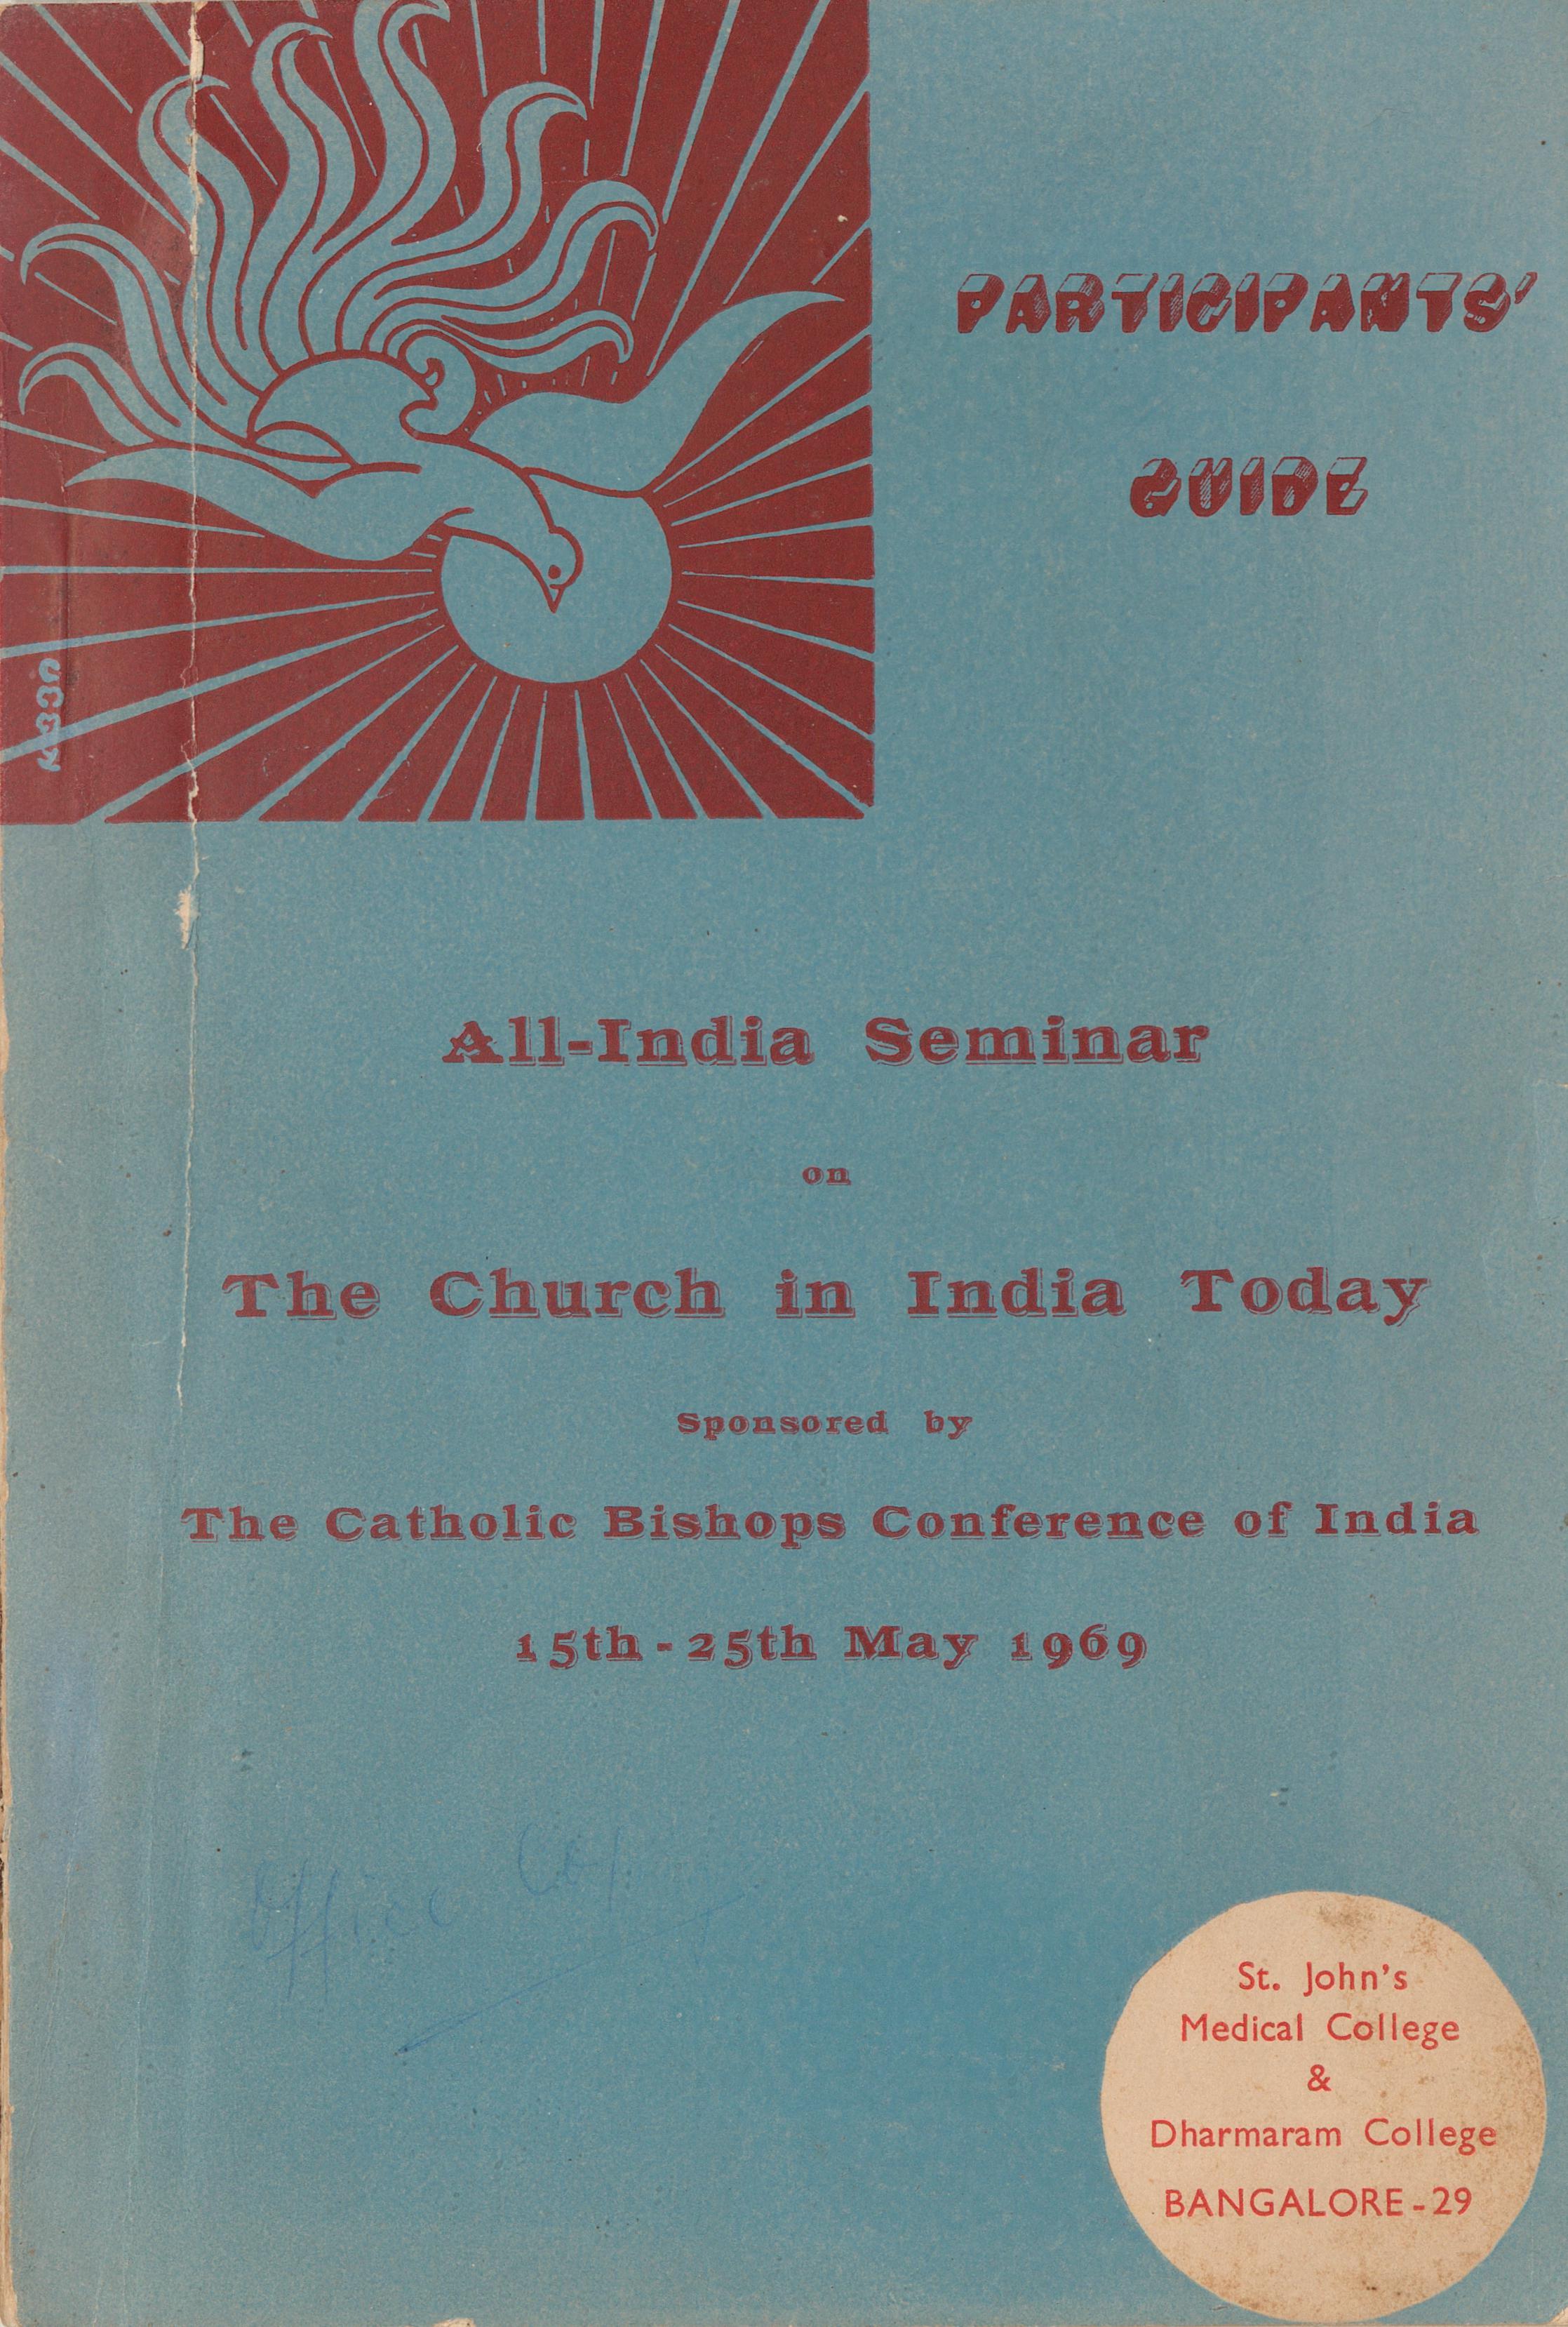 PARTICIPANTS'
GUIDE
All-India Seminar
on
The Church in India Today
Sponsored by
The Catholic Bishops Conference of India
15th - 25th May 1969
Office
St. John's
Medical College
&
Dharmaram College
BANGALORE - 29